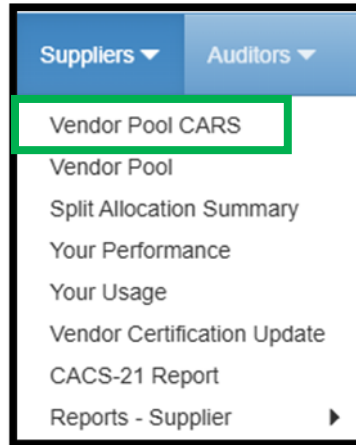 Suppliers Auditors
Vendor Pool CARS
Vendor Pool
Split Allocation Summary
Your Performance
Your Usage
Vendor Certification Update
CACS-21 Report
Reports - Supplier